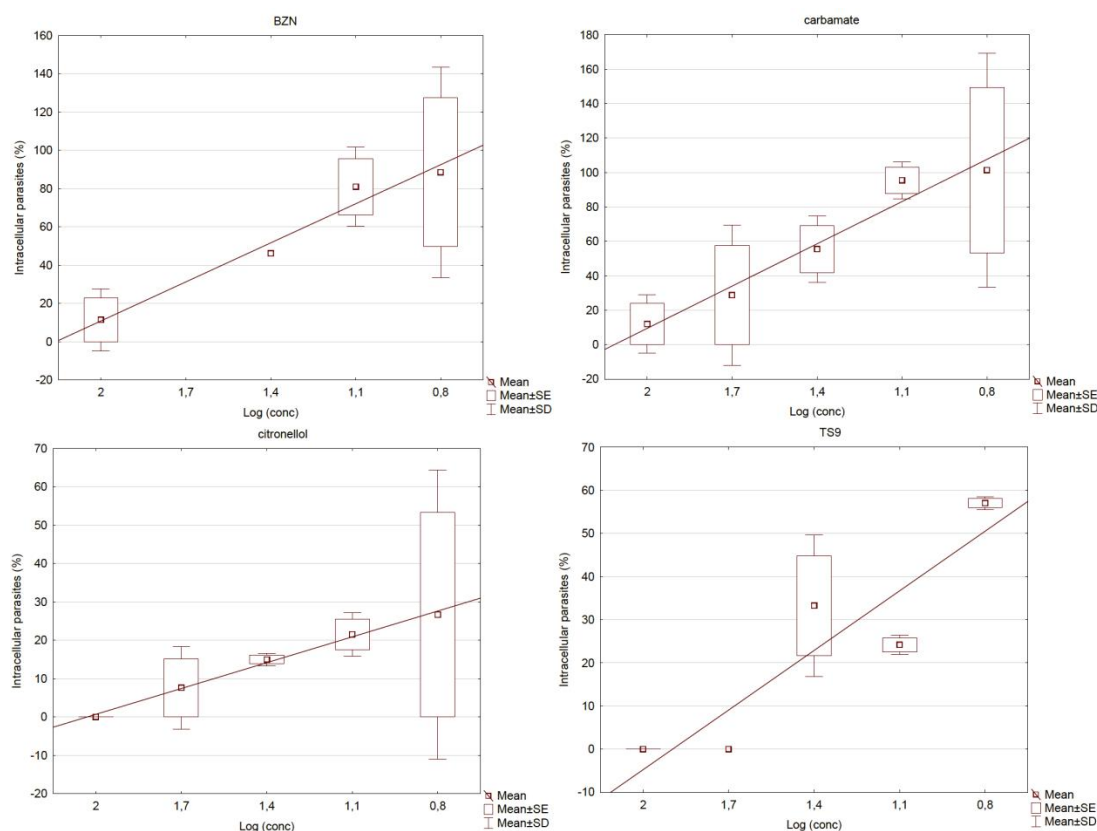 BZN
160
140
120
100
80
60
40
20
0
-20
Intracellular parasites (%)
2 1,7 1,4 1,1 0,8
Log (conc)
Mean
Mean±SE
Mean±SD
carbamate
180
160
140
120
100
80
60
40
20
0
-20
Intracellular parasites (%)
2 1,7 1,4 1,1 0,8
Log (conc)
Mean
Mean±SE
Mean±SD
citronellol
70
60
50
40
30
20
10
0
-10
-20
Intracellular parasites (%)
2 1,7 1,4 1,1 0,8
Log (conc)
Mean
Mean±SE
Mean±SD
TS9
70
60
50
40
30
20
10
0
-10
Intracellular parasites (%)
2 1,7 1,4 1,1 0,8
Log (conc)
Mean
Mean±SE
Mean±SD